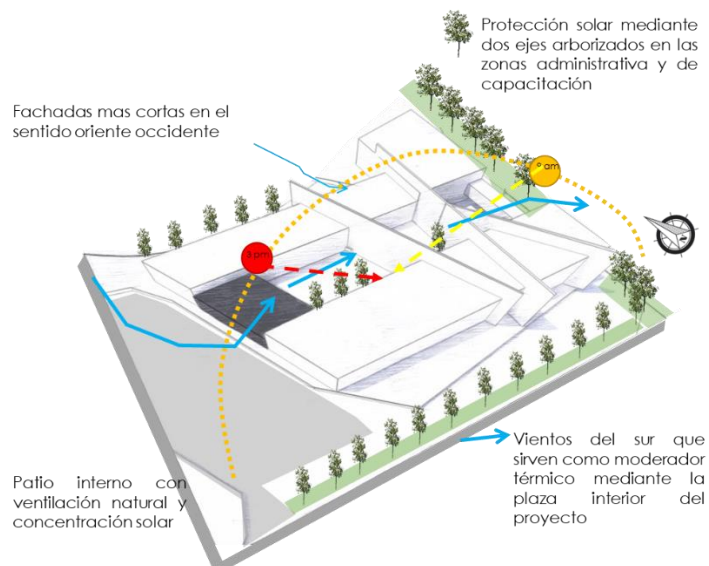 Protección solar mediante
dos ejes arborizados en las
zonas administrativa y de
capacitación
Fachadas mas cortas en el
sentido oriente occidente
am
3 pm
Vientos del sur que
sirven como moderador
térmico mediante la
plaza interior del
proyecto
Patio interno con
ventilación natural y
concentración solar